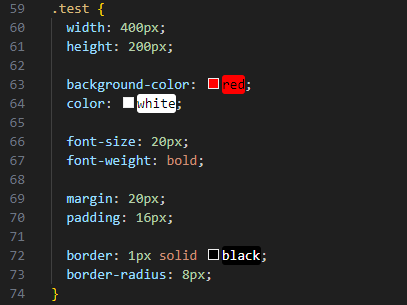 59 .test {
60   width: 400px;
61   height: 200px;
62
63   background-color: red;
64   color: white;
65
66   font-size: 20px;
67   font-weight: bold;
68
69   margin: 20px;
70   padding: 16px;
71
72   border: 1px solid black;
73   border-radius: 8px;
74 }